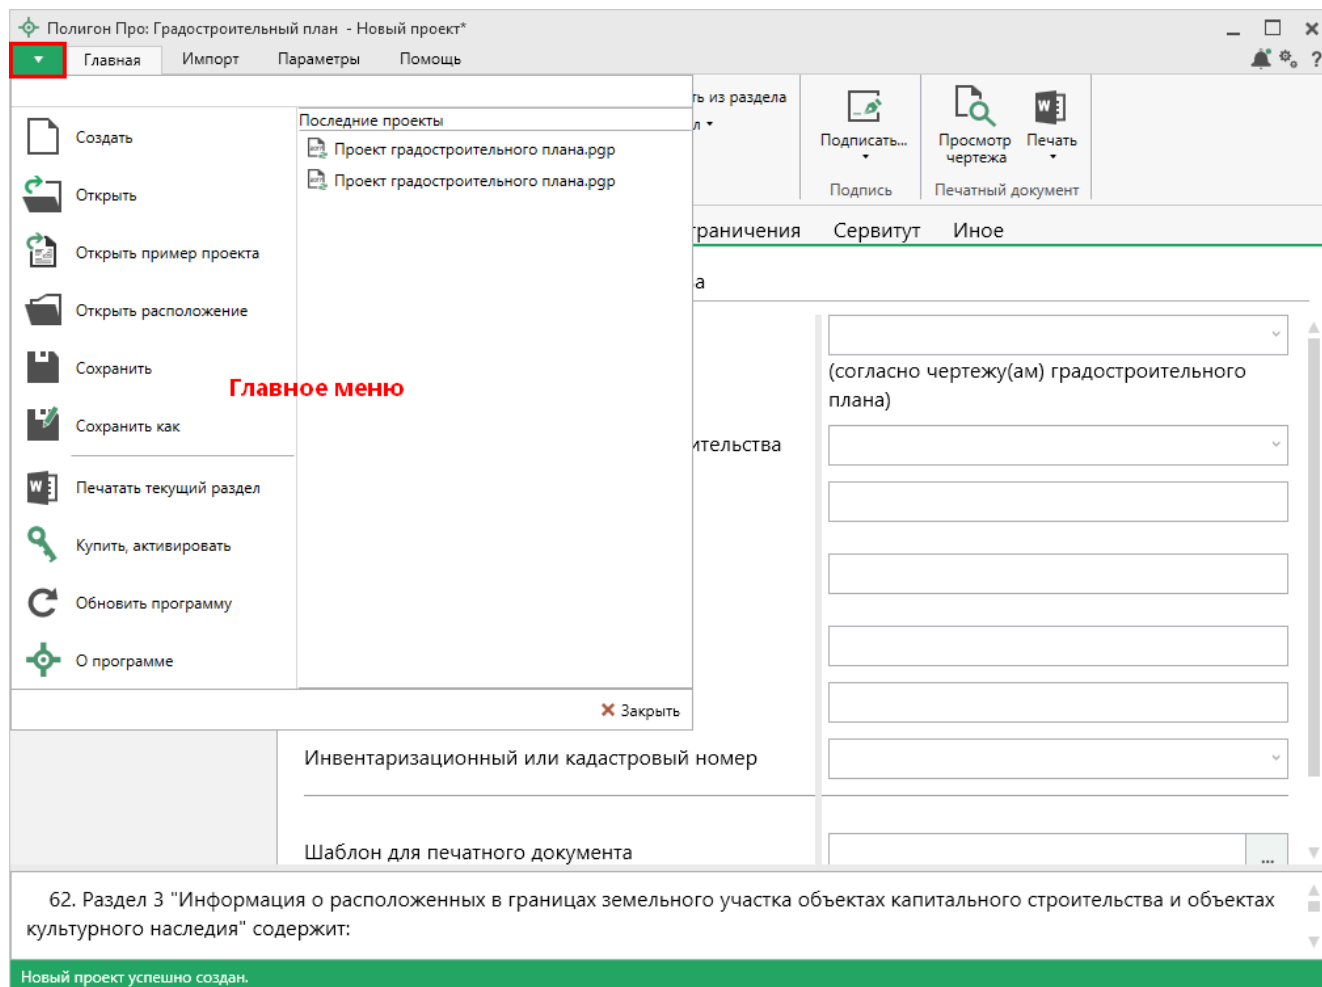 Полигон Про: Градостроительный план - Новый проект*
Главная Импорт Параметры Помощь
ть из раздела
л
Подписать...
Просмотр чертежа
Печать
Подпись
Печатный документ
Создать
Открыть
Открыть пример проекта
Открыть расположение
Сохранить
Сохранить как
Печатать текущий раздел
Купить, активировать
Обновить программу
О программе
Последние проекты
Проект градостроительного плана.pgp
Проект градостроительного плана.pgp
Главное меню
Закрыть
граничения Сервитут Иное
а
(согласно чертежу(ам) градостроительного
плана)
ительства
Инвентаризационный или кадастровый номер
Шаблон для печатного документа
...
62. Раздел 3 "Информация о расположенных в границах земельного участка объектах капитального строительства и объектах
культурного наследия" содержит:
Новый проект успешно создан.